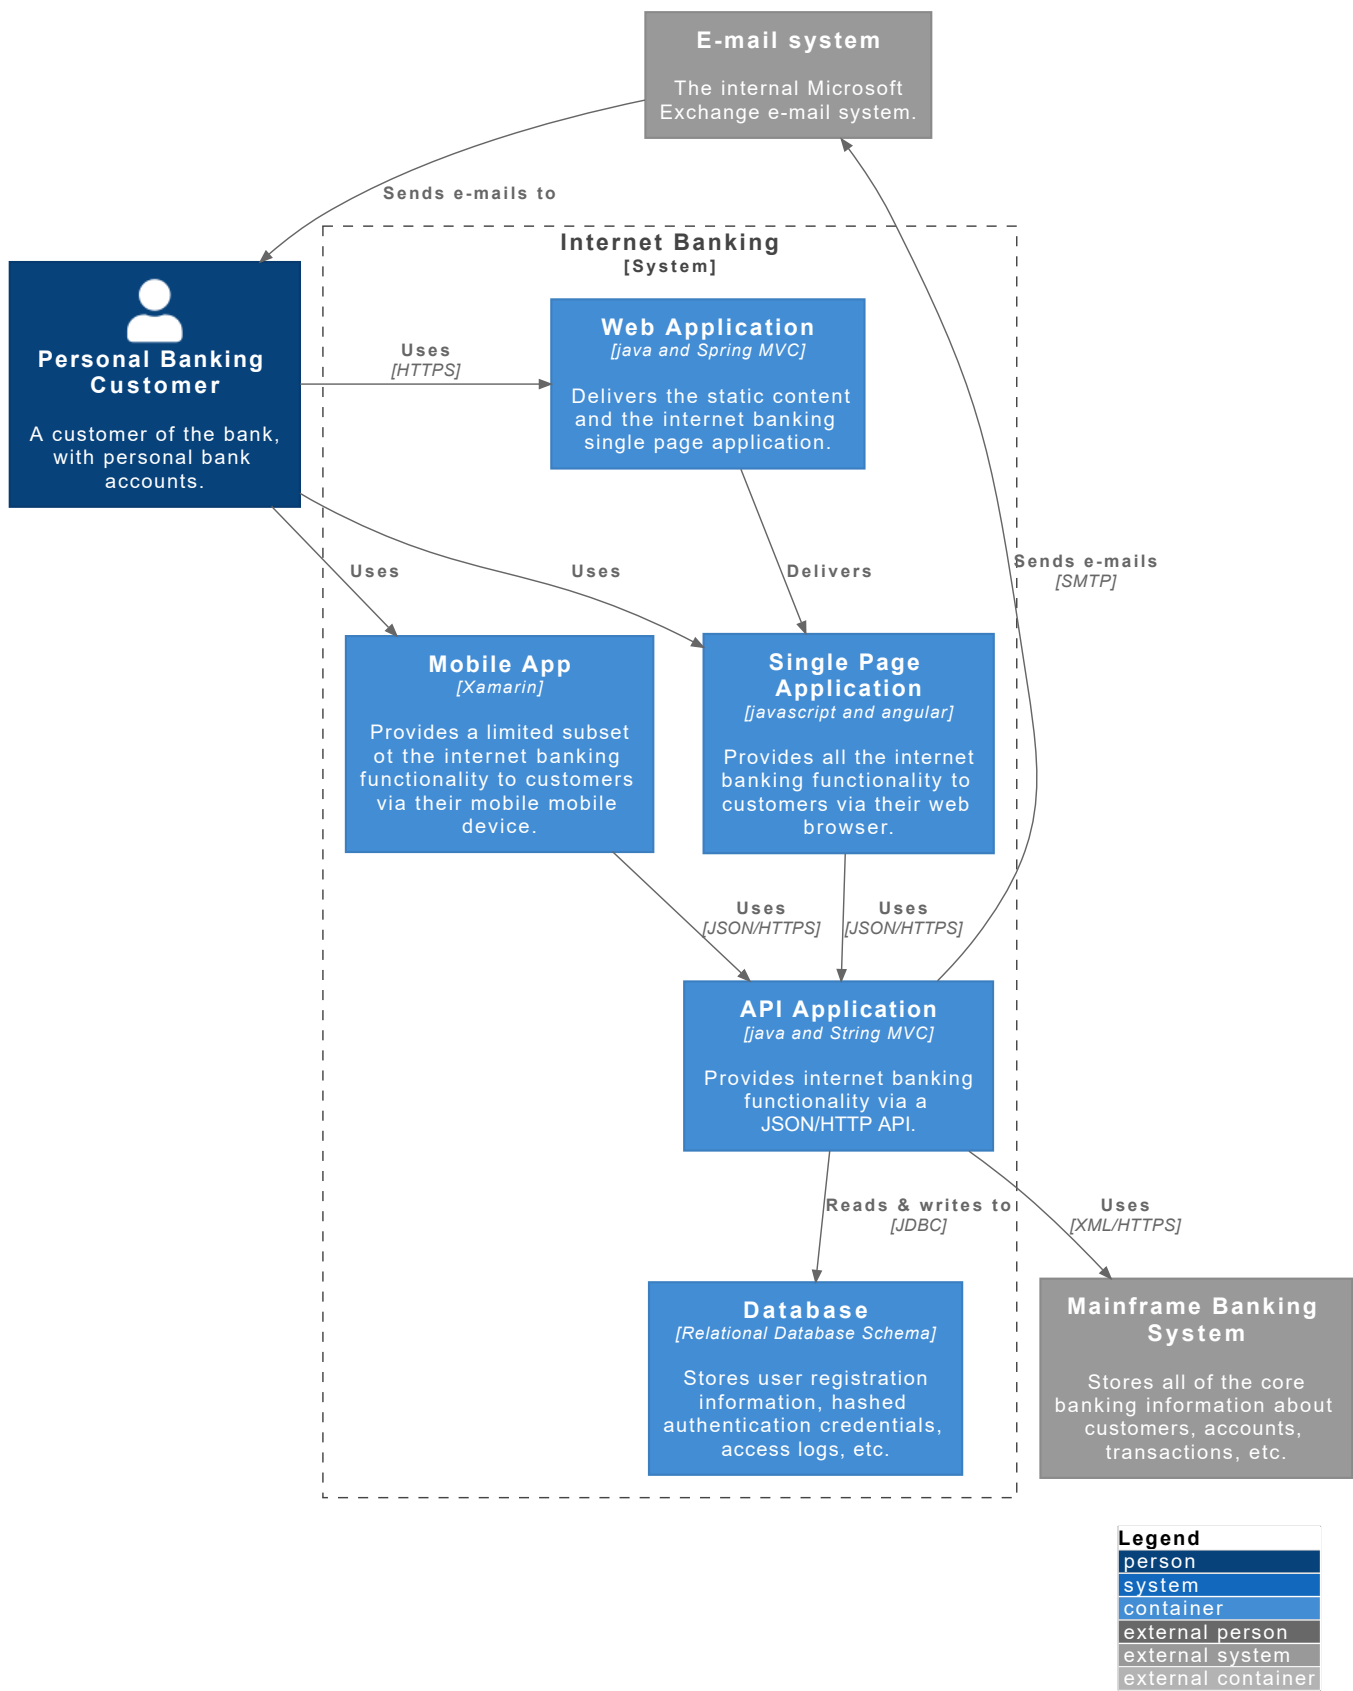 E-mail system
The internal Microsoft
Exchange e-mail system.
Sends e-mails to
Internet Banking
[System]
Personal Banking
Customer
A customer of the bank,
with personal bank
accounts.
Uses
[HTTPS]
Web Application
[java and Spring MVC]
Delivers the static content
and the internet banking
single page application.
Uses
Uses
Delivers
Sends e-mails
[SMTP]
Mobile App
[Xamarin]
Provides a limited subset
ot the internet banking
functionality to customers
via their mobile mobile
device.
Single Page
Application
[javascript and angular]
Provides all the internet
banking functionality to
customers via their web
browser.
Uses
[JSON/HTTPS]
Uses
[JSON/HTTPS]
API Application
[java and String MVC]
Provides internet banking
functionality via a
JSON/HTTP API.
Reads & writes to
[JDBC]
Uses
[XML/HTTPS]
Database
[Relational Database Schema]
Stores user registration
information, hashed
authentication credentials,
access logs, etc.
Mainframe Banking
System
Stores all of the core
banking information about
customers, accounts,
transactions, etc.
Legend
person
system
container
external person
external system
external container